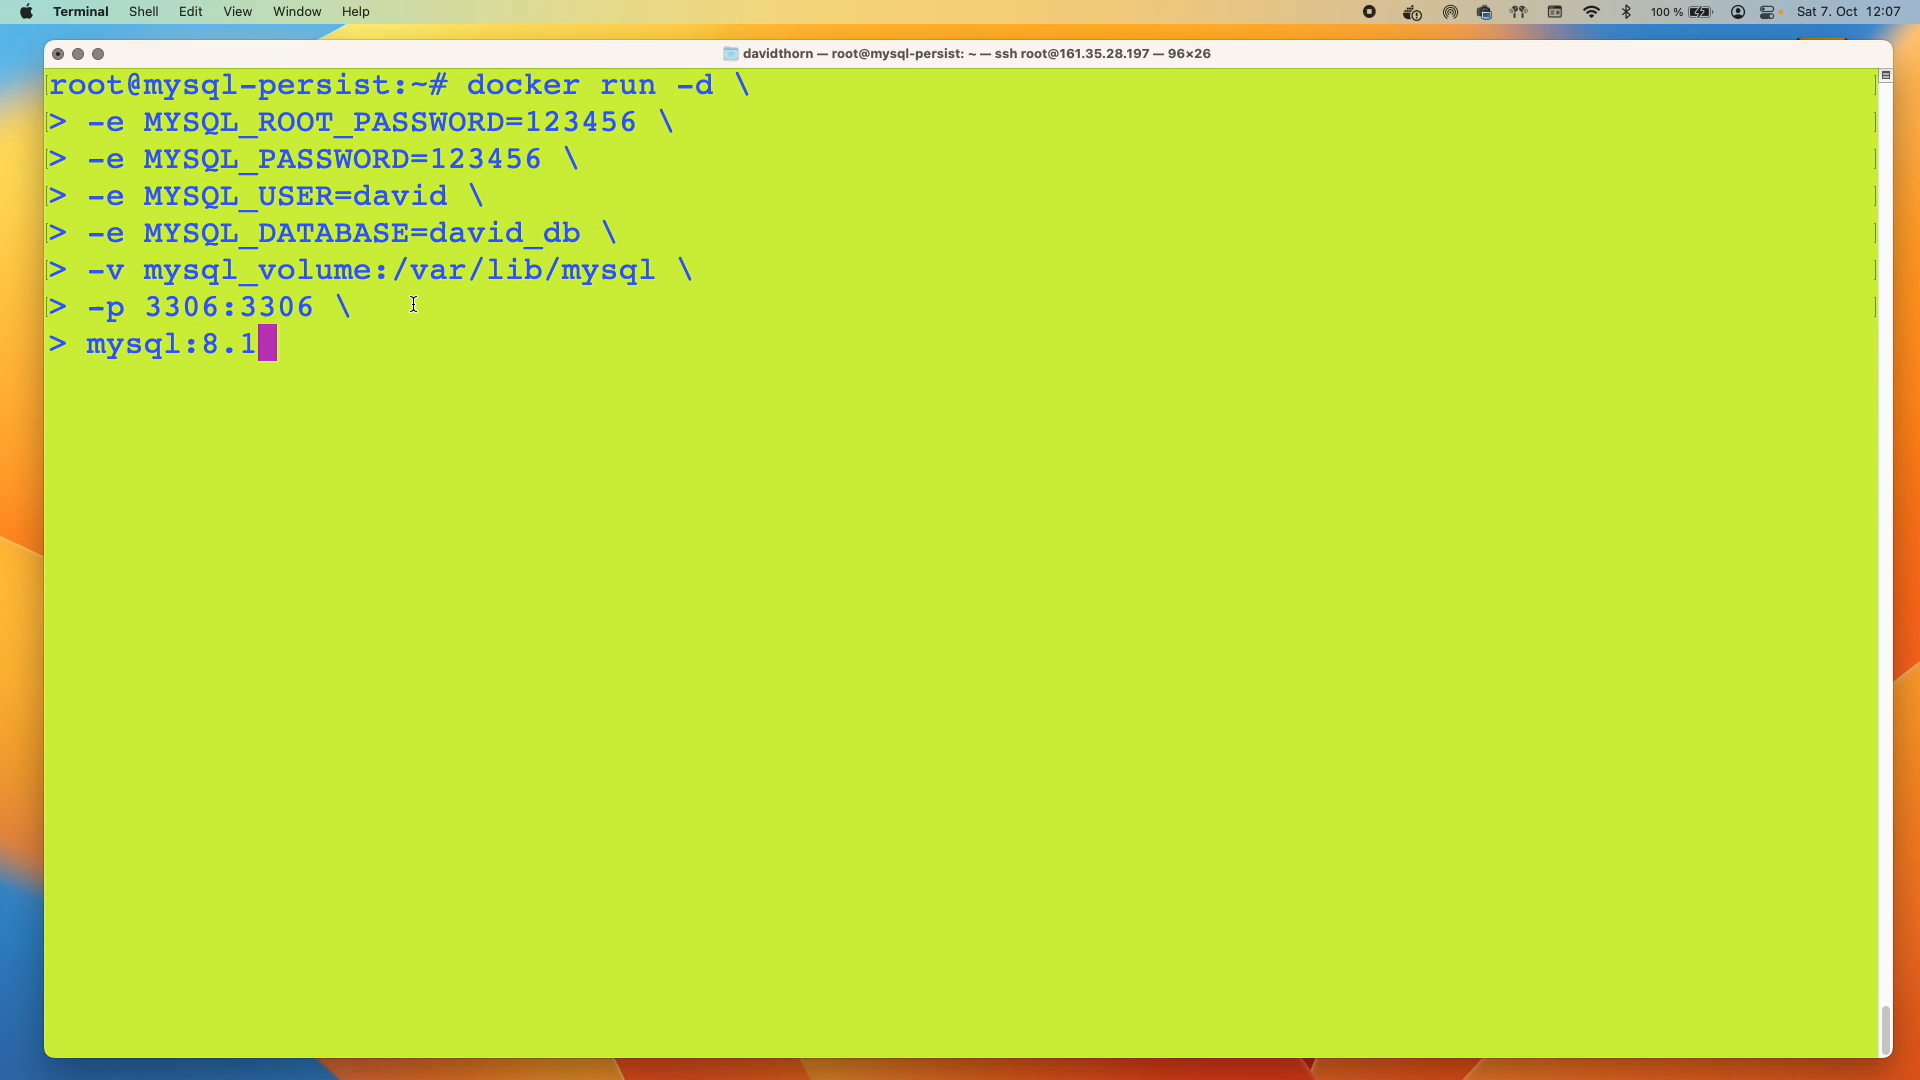 Terminal Shell Edit View Window Help 100 % Sat 7. Oct 12:07
davidthorn — root@mysql-persist: ~ — ssh root@161.35.28.197 — 96×26
root@mysql-persist:~# docker run -d \
> -e MYSQL_ROOT_PASSWORD=123456 \
> -e MYSQL_PASSWORD=123456 \
> -e MYSQL_USER=david \
> -e MYSQL_DATABASE=david_db \
> -v mysql_volume:/var/lib/mysql \
> -p 3306:3306 \
> mysql:8.1